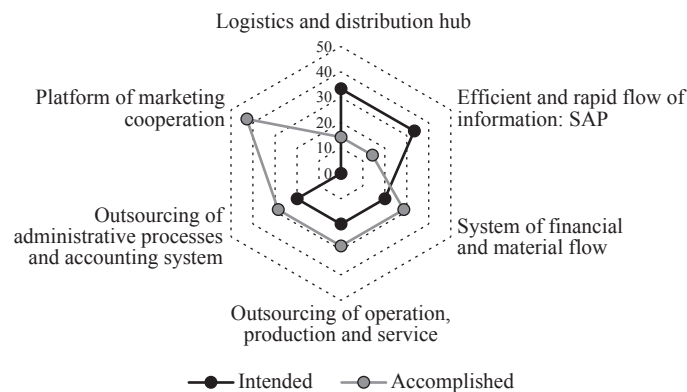 Logistics and distribution hub
50
40
30
20
10
0
Efficient and rapid flow of
information: SAP
System of financial
and material flow
Outsourcing of operation,
production and service
Outsourcing of
administrative processes
and accounting system
Platform of marketing
cooperation
Intended
Accomplished